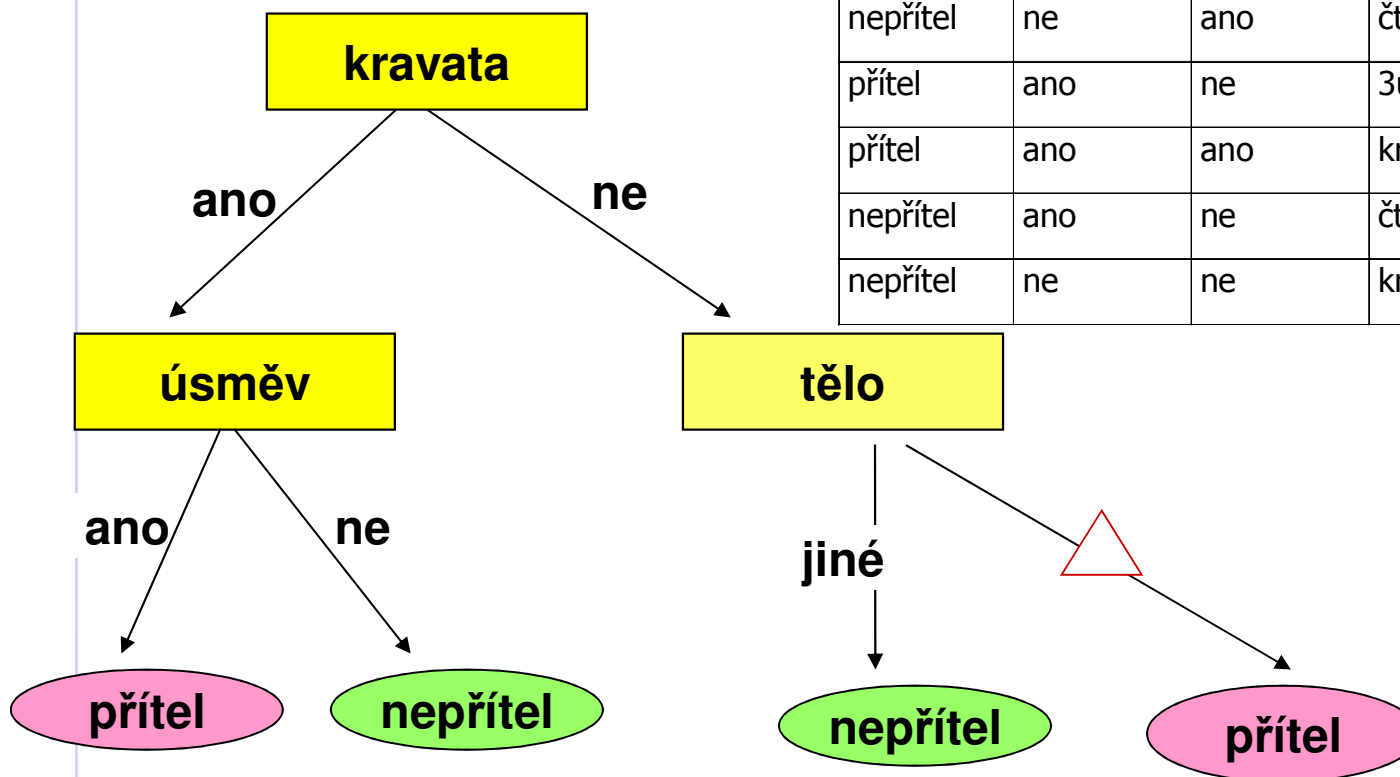 kravata
ano
ne
úsměv
tělo
ano
ne
jiné
přítel
nepřítel
nepřítel
přítel
nepřítel ne ano
přítel ano ne
přítel ano ano
nepřítel ano ne
nepřítel ne ne